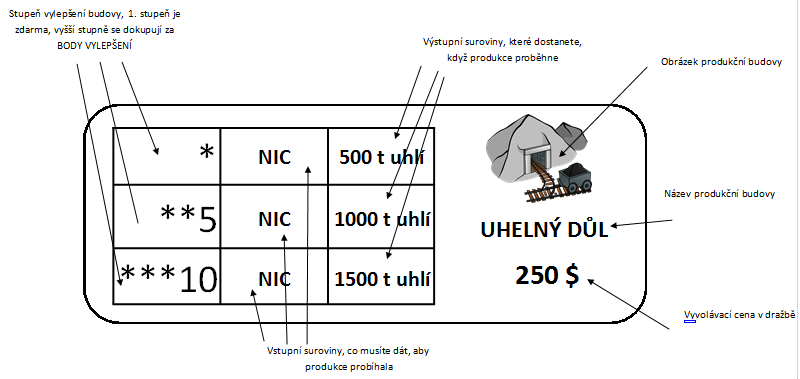 Stupeň vylepšení budovy, 1. stupeň je
zdarma, vyšší stupně se dokupují za
BODY VYLEPŠENÍ
Výstupní suroviny, které dostanete,
když produkce proběhne
Obrázek produkční budovy
* NIC 500 t uhlí
**5 NIC 1000 t uhlí
***10 NIC 1500 t uhlí
Název produkční budovy
UHELNÝ DŮL
250 $
Vyvolávací cena v dražbě
Vstupní suroviny, co musíte dát, aby
produkce probíhala